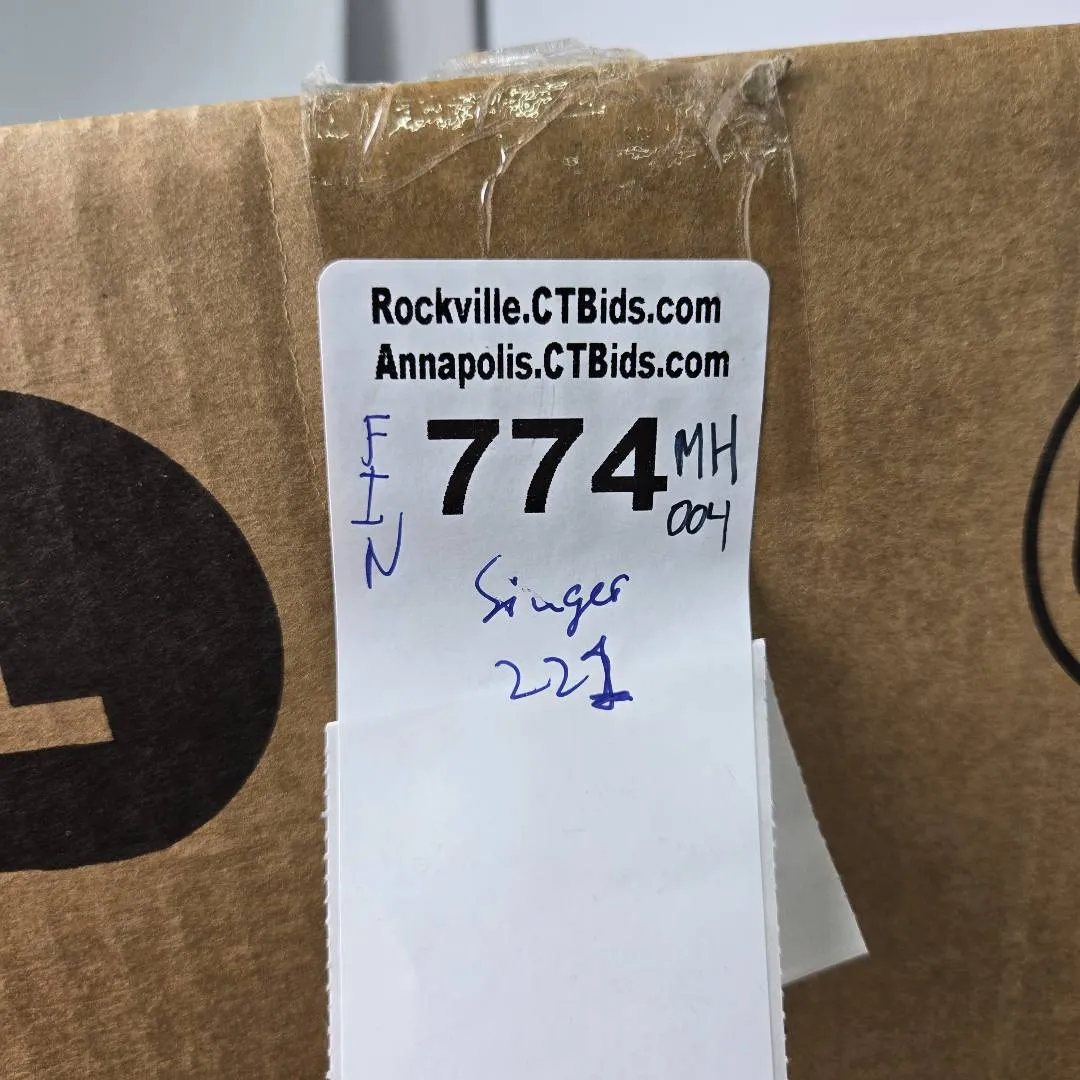 Rockville.CTBids.com
Annapolis.CTBids.com
FIN
774
MH
004
Singer
221